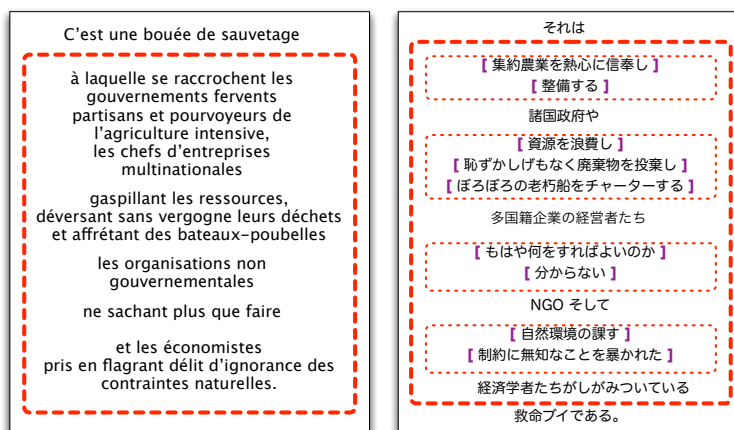 C'est une bouée de sauvetage
à laquelle se raccrochent les
gouvernements fervents
partisans et pourvoyeurs de
l'agriculture intensive,
les chefs d'entreprises
multinationales
gaspillant les ressources,
déversant sans vergogne leurs déchets
et affrétant des bateaux-poubelles
les organisations non
gouvernementales
ne sachant plus que faire
et les économistes
pris en flagrant délit d'ignorance des
contraintes naturelles.
それは
[ 集約農業を熱心に信奉し ]
[ 整備する ]
諸国政府や
[ 資源を浪費し ]
[ 恥ずかしげもなく廃棄物を投棄し ]
[ ぼろぼろの老朽船をチャーターする ]
多国籍企業の経営者たち
[ もはや何をすればよいのか ]
[ 分からない ]
NGO そして
[ 自然環境の課す ]
[ 制約に無知なことを暴かれた ]
経済学者たちがしがみついている
救命ブイである。